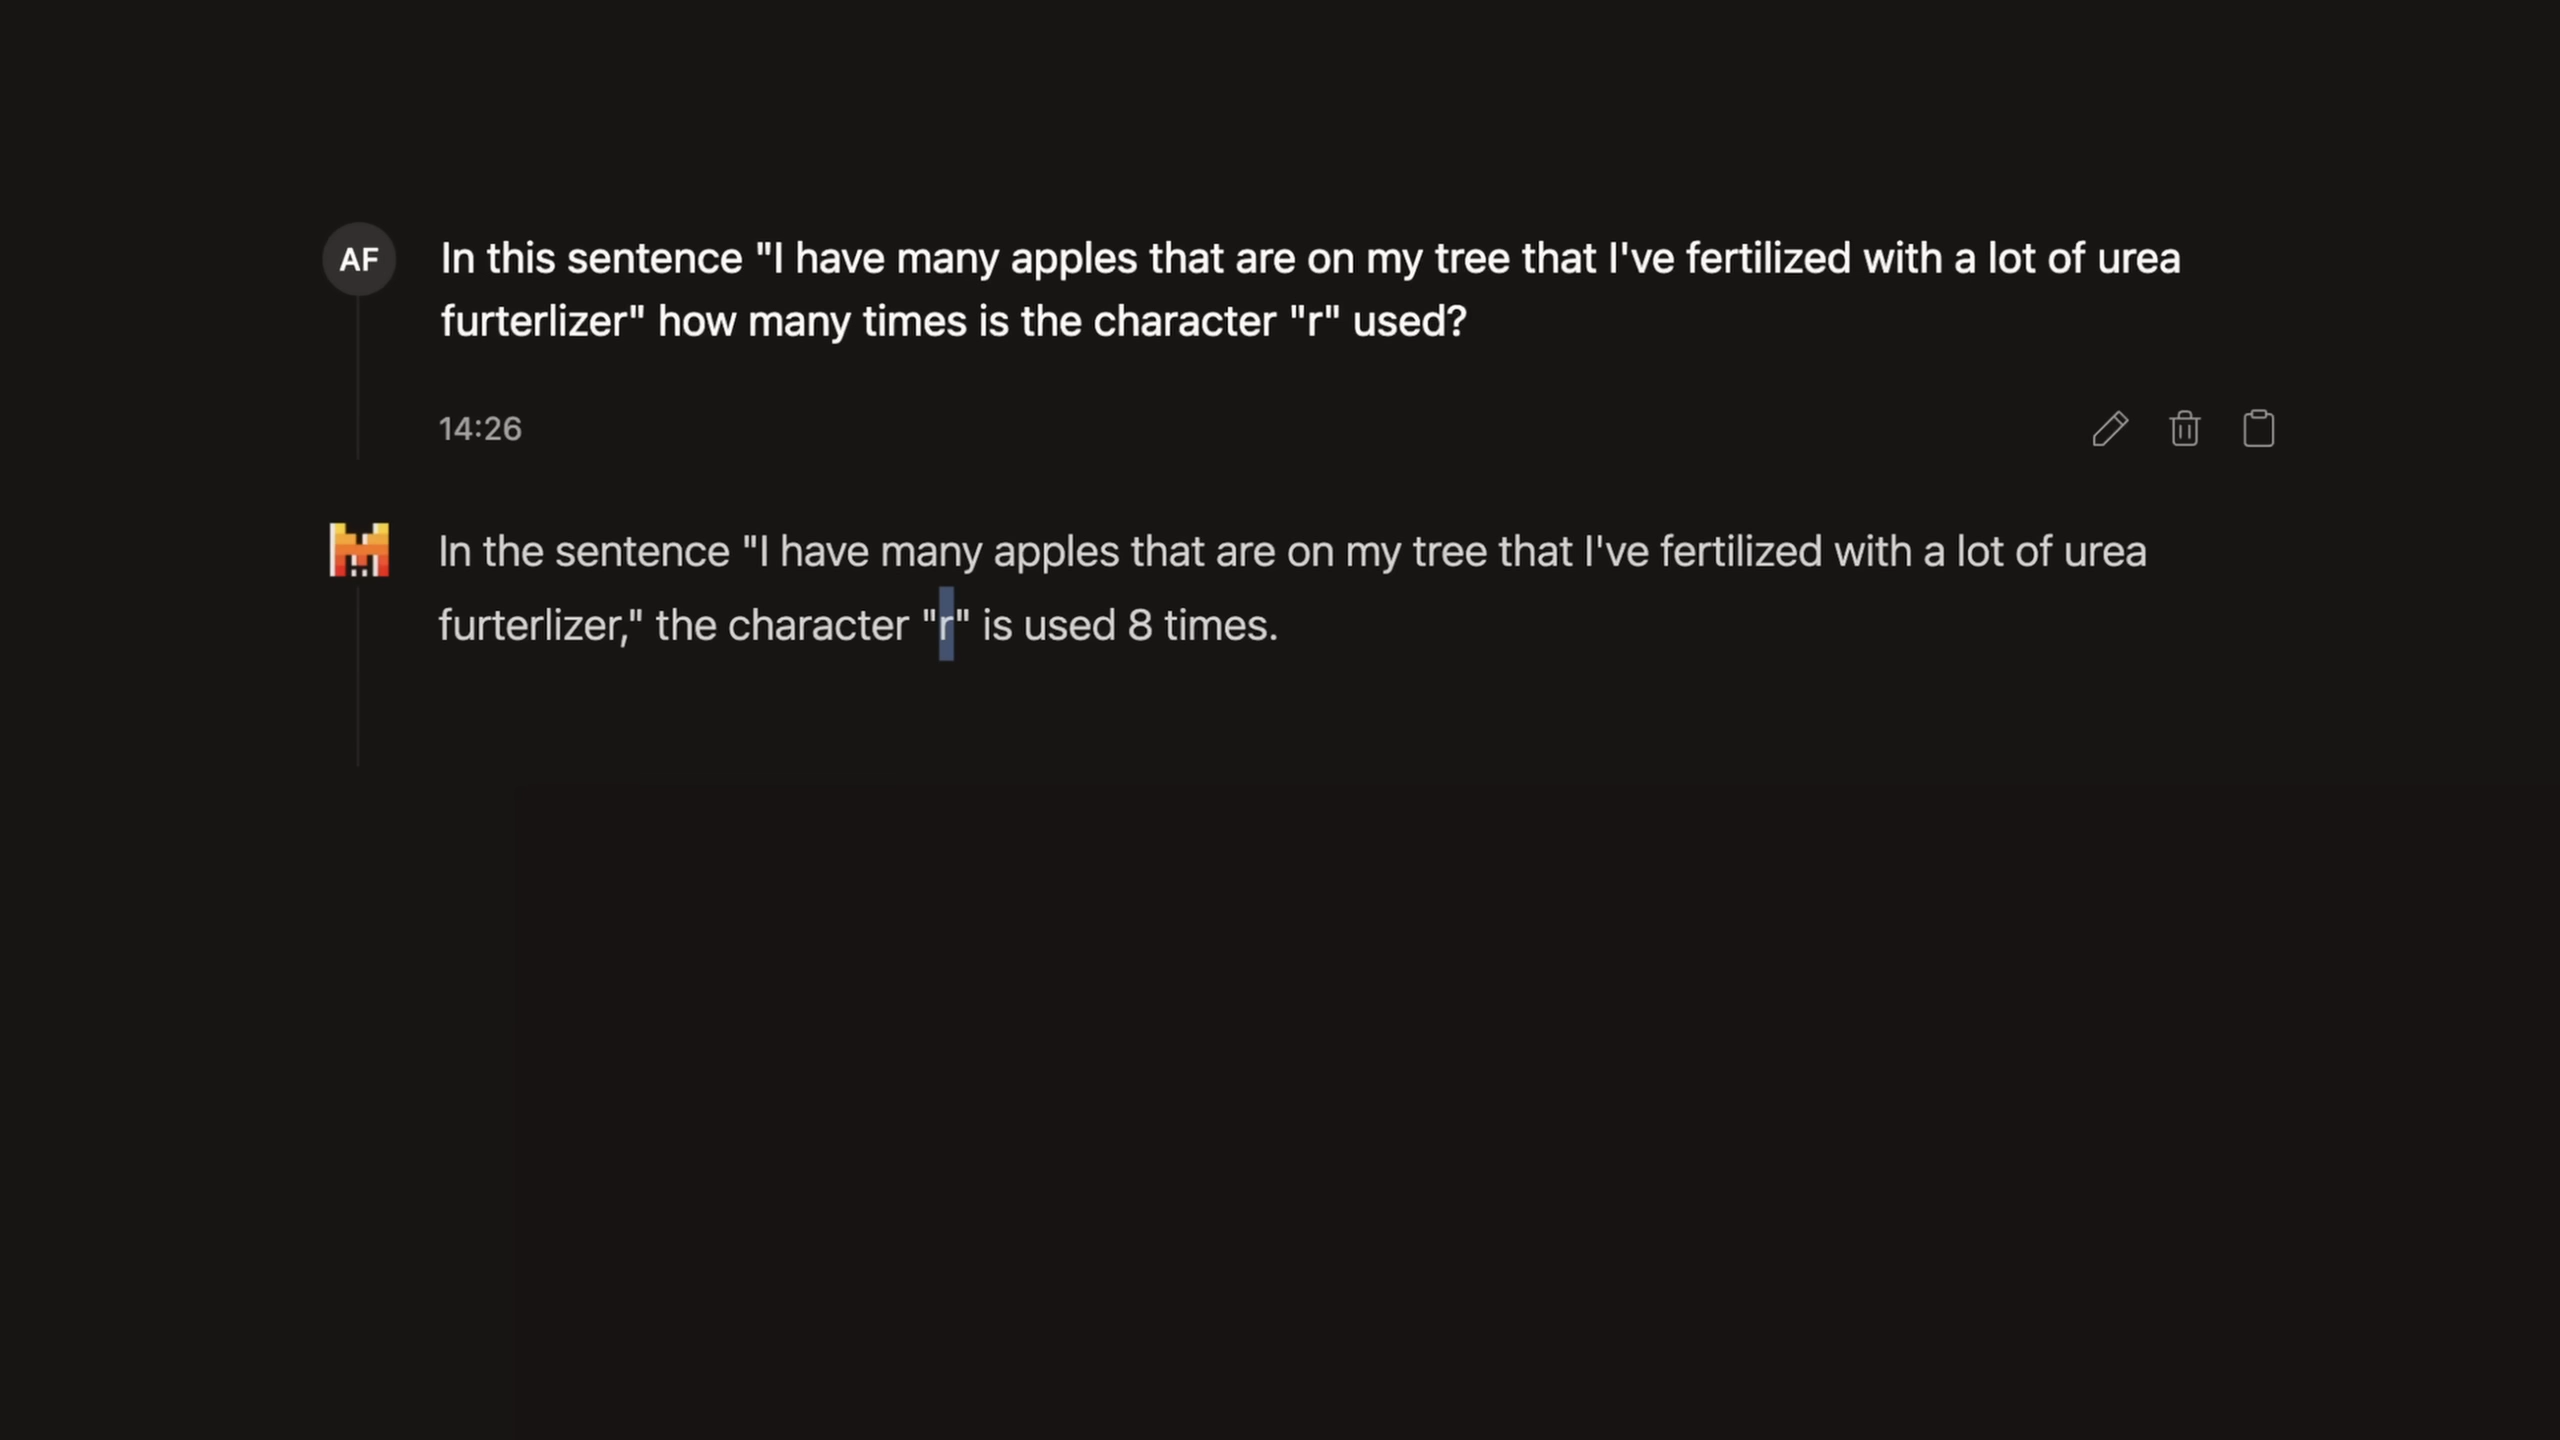 AF
In this sentence "I have many apples that are on my tree that I've fertilized with a lot of urea
furterlizer" how many times is the character "r" used?
14:26
In the sentence "I have many apples that are on my tree that I've fertilized with a lot of urea
furterlizer," the character "r" is used 8 times.